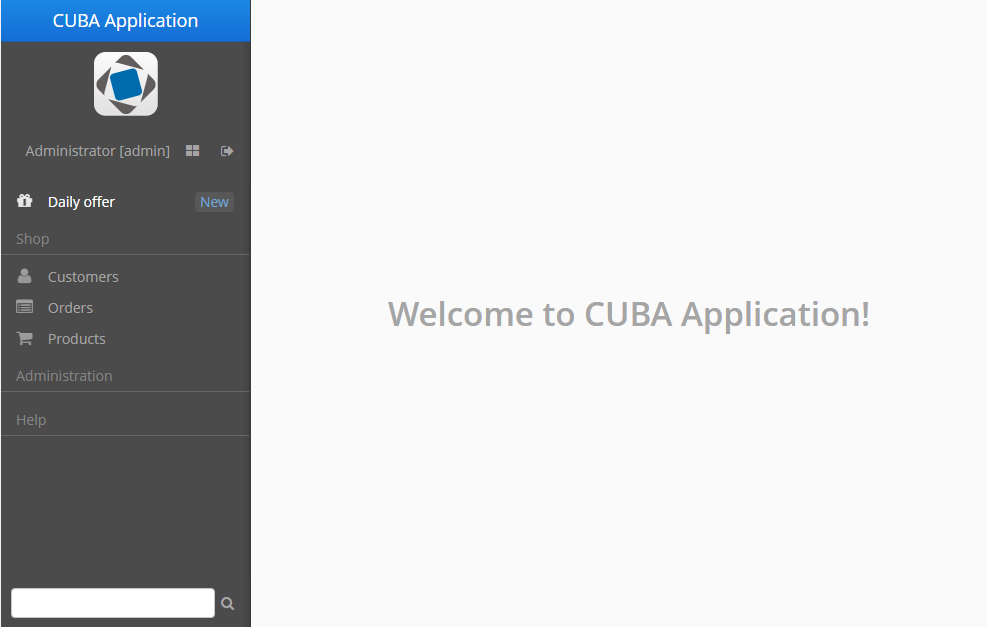 CUBA Application
Administrator [admin]
Daily offer New
Shop
Customers
Orders
Products
Administration
Help
Welcome to CUBA Application!